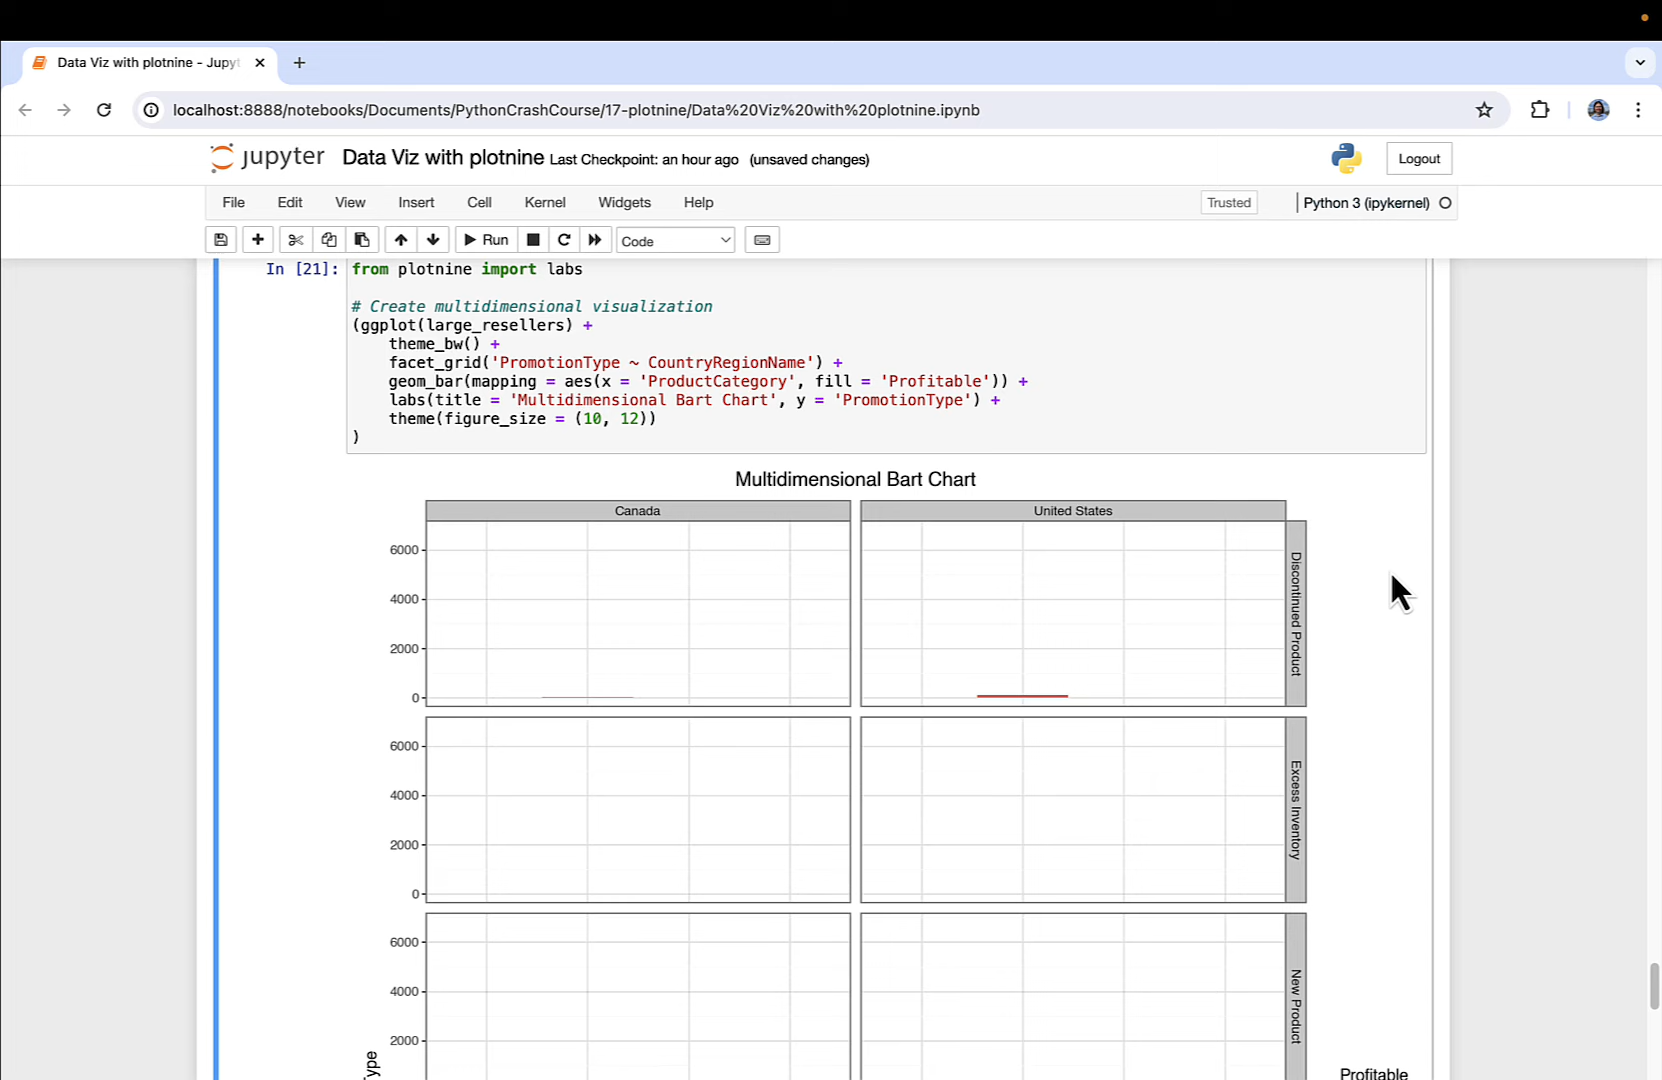 Data Viz with plotnine - Jupyt
localhost:8888/notebooks/Documents/PythonCrashCourse/17-plotnine/Data%20Viz%20with%20plotnine.ipynb
jupyter Data Viz with plotnine Last Checkpoint: an hour ago (unsaved changes) Logout
File Edit View Insert Cell Kernel Widgets Help Trusted Python 3 (ipykernel)
Run Code
In [21]: from plotnine import labs
# Create multidimensional visualization
(ggplot(large_resellers) +
theme_bw() +
facet_grid('PromotionType ~ CountryRegionName') +
geom_bar(mapping = aes(x = 'ProductCategory', fill = 'Profitable')) +
labs(title = 'Multidimensional Bart Chart', y = 'PromotionType') +
theme(figure_size = (10, 12))
)
Multidimensional Bart Chart
Canada United States
6000
4000
2000
0
Discontinued Product
6000
4000
2000
0
Excess Inventory
6000
4000
2000
New Product
Type
Profitable